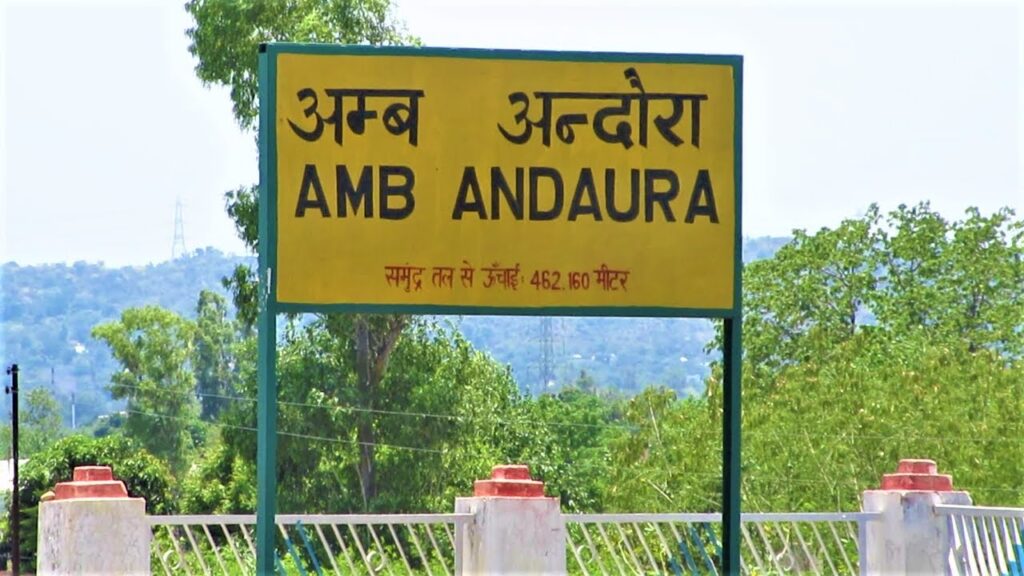 अम्ब अन्दौरा
AMB ANDAURA
समुंद्र तल से ऊँचाई: 462.160 मीटर